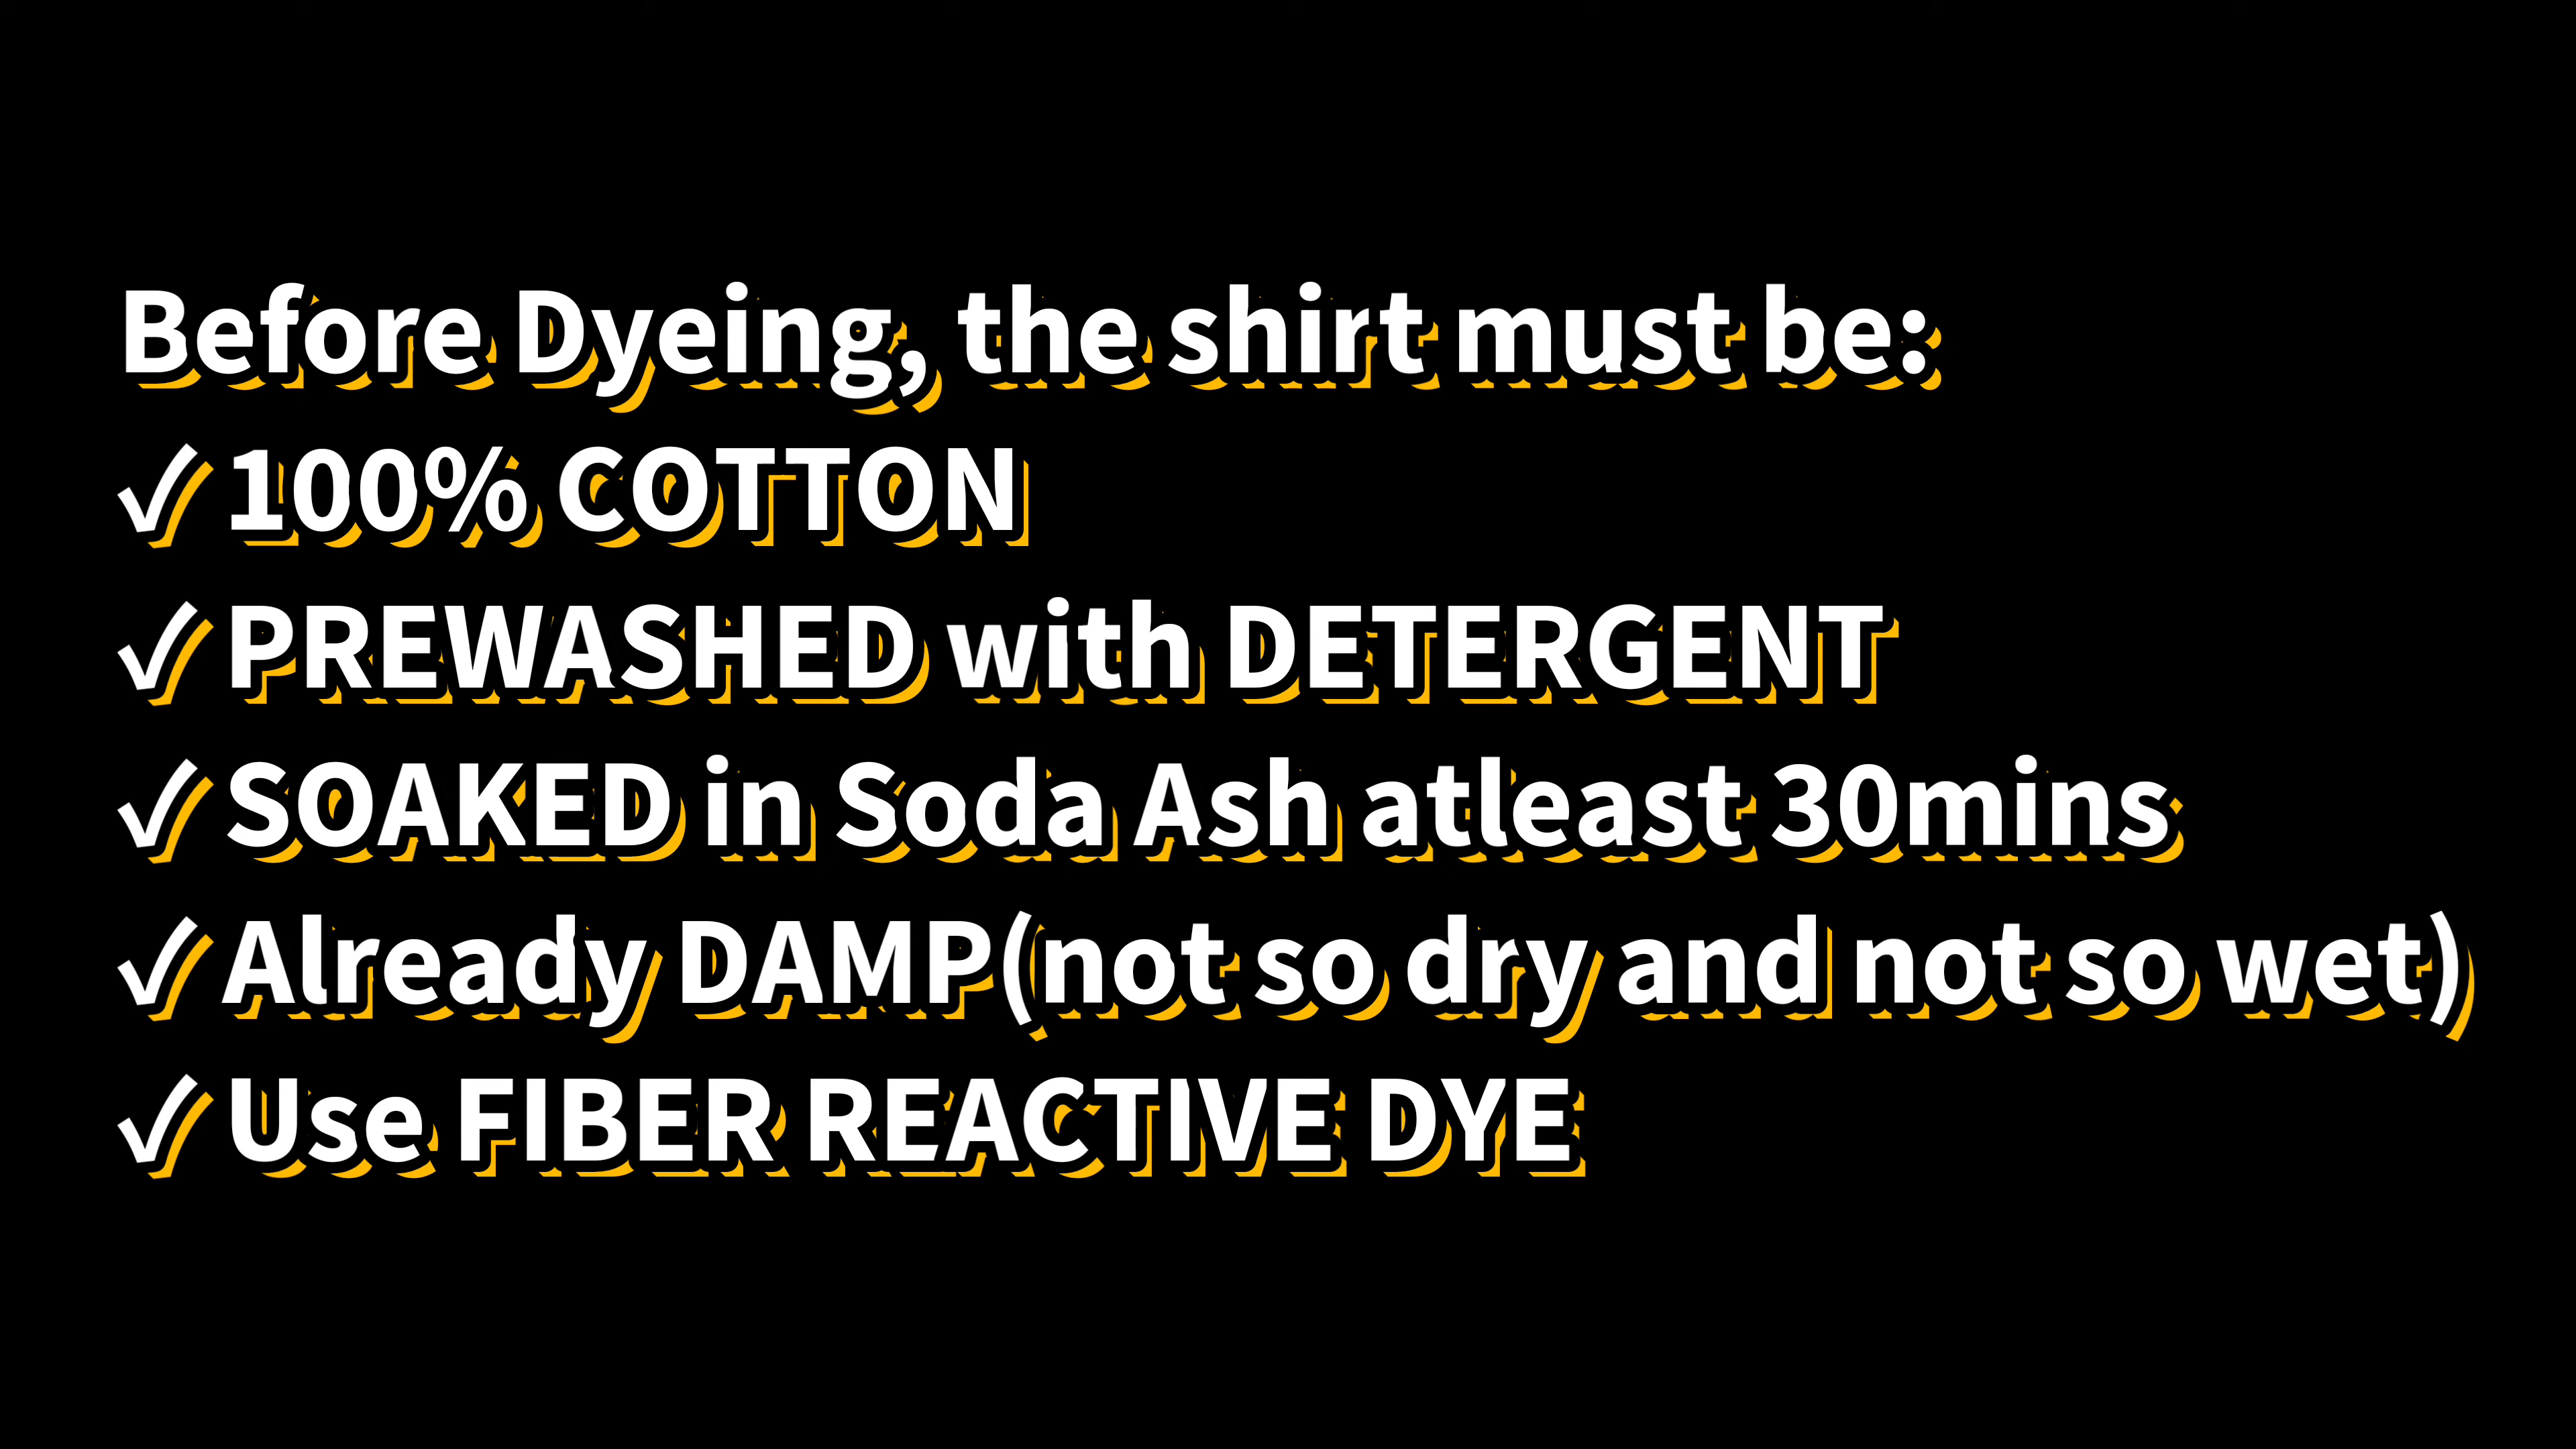 Before Dyeing, the shirt must be:
✓ 100% COTTON
✓ PREWASHED with DETERGENT
✓ SOAKED in Soda Ash atleast 30mins
✓ Already DAMP(not so dry and not so wet)
✓ Use FIBER REACTIVE DYE